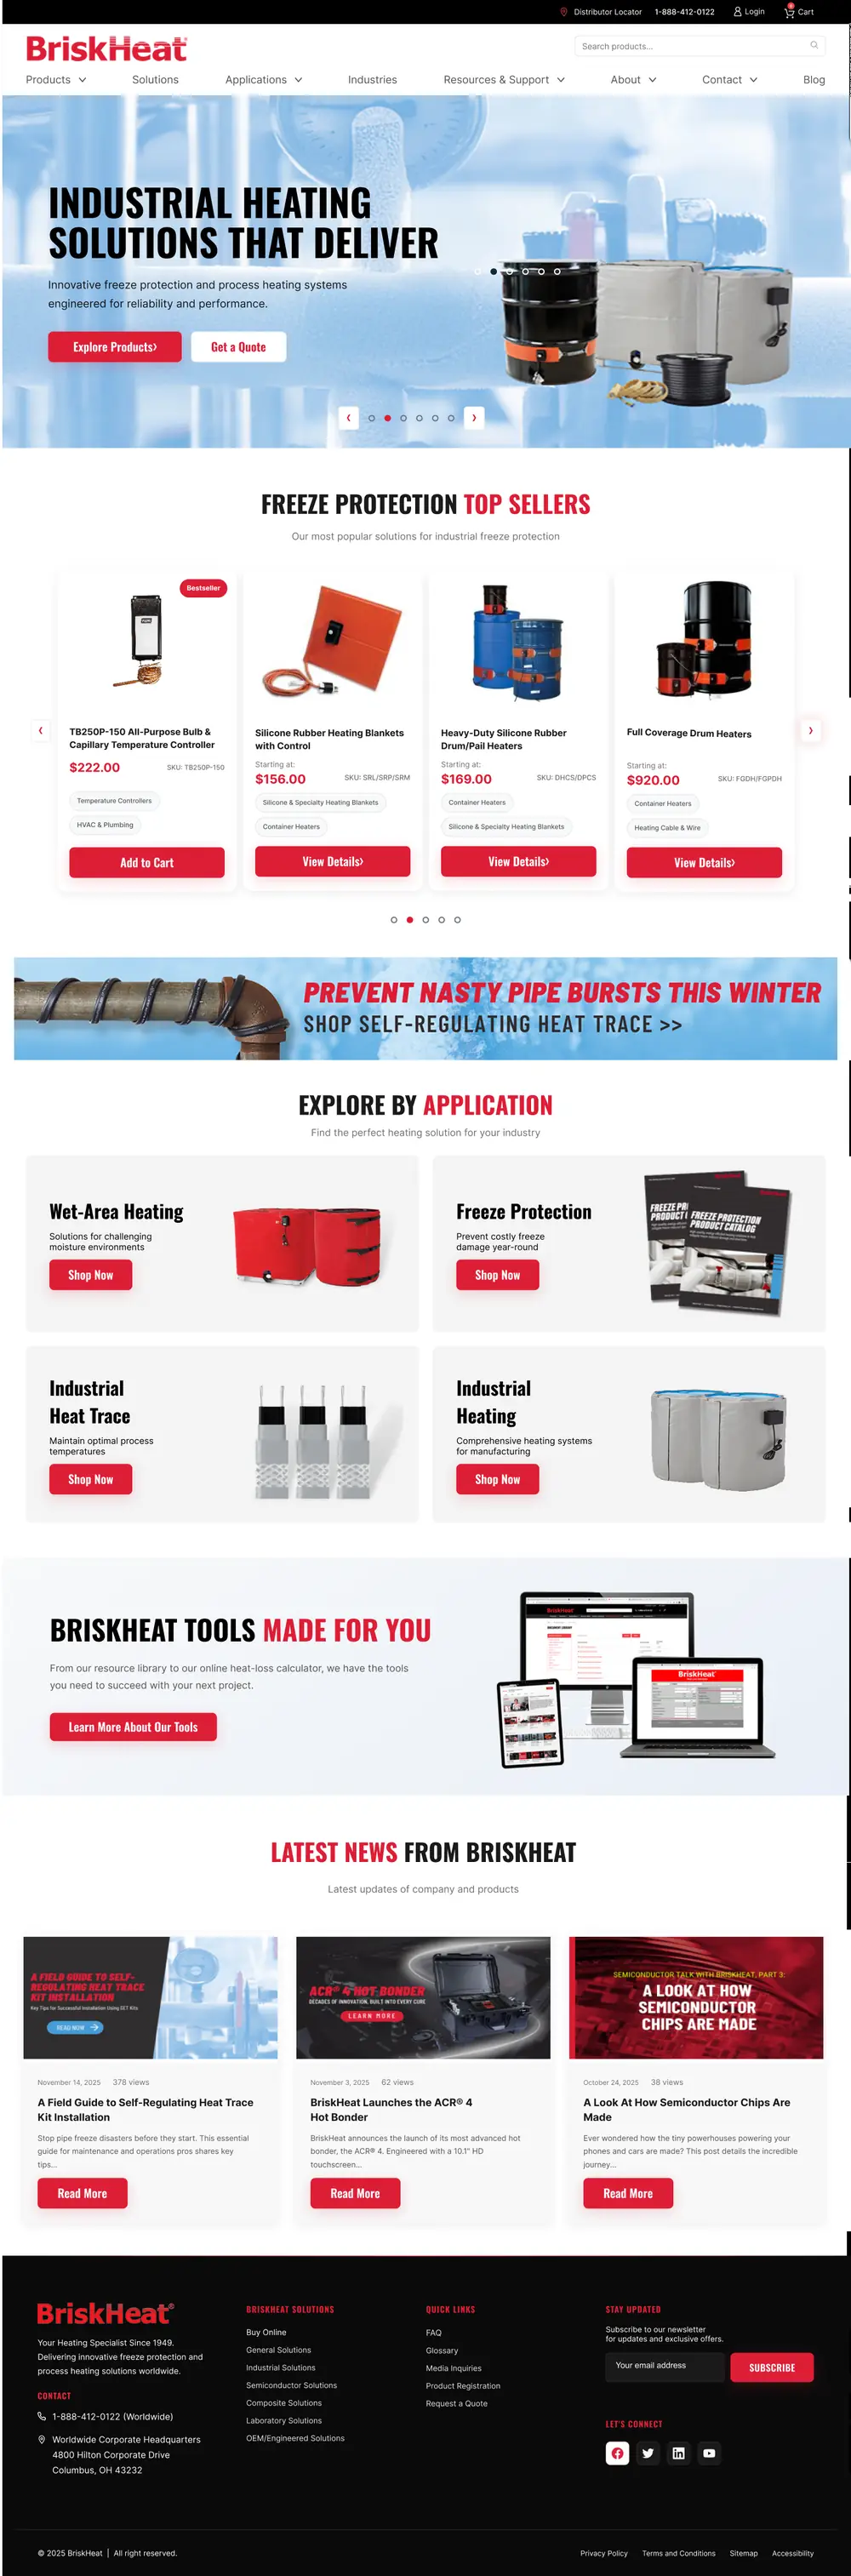 Distributor Locator 1-888-412-0122 Login Cart
BriskHeat®
Search products...
Products Solutions Applications Industries Resources & Support About Contact Blog
INDUSTRIAL HEATING
SOLUTIONS THAT DELIVER
Innovative freeze protection and process heating systems
engineered for reliability and performance.
Explore Products› Get a Quote
FREEZE PROTECTION TOP SELLERS
Our most popular solutions for industrial freeze protection
Bestseller
TB250P-150 All-Purpose Bulb &
Capillary Temperature Controller
$222.00 SKU: TB250P-150
Temperature Controllers
HVAC & Plumbing
Add to Cart
Silicone Rubber Heating Blankets
with Control
Starting at:
$156.00 SKU: SRL/SRP/SRM
Silicone & Specialty Heating Blankets
Container Heaters
View Details›
Heavy-Duty Silicone Rubber
Drum/Pail Heaters
Starting at:
$169.00 SKU: DHCS/DPCS
Container Heaters
Silicone & Specialty Heating Blankets
View Details›
Full Coverage Drum Heaters
Starting at:
$920.00 SKU: FGDH/FGPDH
Container Heaters
Heating Cable & Wire
View Details›
PREVENT NASTY PIPE BURSTS THIS WINTER
SHOP SELF-REGULATING HEAT TRACE >>
EXPLORE BY APPLICATION
Find the perfect heating solution for your industry
Wet-Area Heating
Solutions for challenging
moisture environments
Shop Now
Freeze Protection
Prevent costly freeze
damage year-round
Shop Now
FREEZE PROTECTION
PRODUCT CATALOG
Industrial
Heat Trace
Maintain optimal process
temperatures
Shop Now
Industrial
Heating
Comprehensive heating systems
for manufacturing
Shop Now
BRISKHEAT TOOLS MADE FOR YOU
From our resource library to our online heat-loss calculator, we have the tools
you need to succeed with your next project.
Learn More About Our Tools
BriskHeat
BriskHeat
LATEST NEWS FROM BRISKHEAT
Latest updates of company and products
A FIELD GUIDE TO SELF-
REGULATING HEAT TRACE
KIT INSTALLATION
Key Tips for Successful Installation Using EET Kits
READ NOW
November 14, 2025 378 views
A Field Guide to Self-Regulating Heat Trace
Kit Installation
Stop pipe freeze disasters before they start. This essential
guide for maintenance and operations pros shares key
tips...
Read More
ACR® 4 HOT BONDER
DECADES OF INNOVATION, BUILT INTO EVERY CURE
LEARN MORE
November 3, 2025 62 views
BriskHeat Launches the ACR® 4
Hot Bonder
BriskHeat announces the launch of its most advanced hot
bonder, the ACR® 4. Engineered with a 10.1" HD
touchscreen...
Read More
SEMICONDUCTOR TALK WITH BRISKHEAT, PART 3:
A LOOK AT HOW
SEMICONDUCTOR
CHIPS ARE MADE
October 24, 2025 38 views
A Look At How Semiconductor Chips Are
Made
Ever wondered how the tiny powerhouses powering your
phones and cars are made? This post details the incredible
journey...
Read More
BriskHeat®
Your Heating Specialist Since 1949.
Delivering innovative freeze protection and
process heating solutions worldwide.
CONTACT
1-888-412-0122 (Worldwide)
Worldwide Corporate Headquarters
4800 Hilton Corporate Drive
Columbus, OH 43232
BRISKHEAT SOLUTIONS
Buy Online
General Solutions
Industrial Solutions
Semiconductor Solutions
Composite Solutions
Laboratory Solutions
OEM/Engineered Solutions
QUICK LINKS
FAQ
Glossary
Media Inquiries
Product Registration
Request a Quote
STAY UPDATED
Subscribe to our newsletter
for updates and exclusive offers.
Your email address SUBSCRIBE
LET'S CONNECT
© 2025 BriskHeat | All right reserved.
Privacy Policy Terms and Conditions Sitemap Accessibility